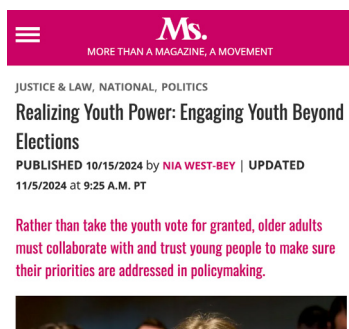 Ms.
MORE THAN A MAGAZINE, A MOVEMENT
JUSTICE & LAW, NATIONAL, POLITICS
Realizing Youth Power: Engaging Youth Beyond
Elections
PUBLISHED 10/15/2024 by NIA WEST-BEY | UPDATED
11/5/2024 at 9:25 A.M. PT
Rather than take the youth vote for granted, older adults
must collaborate with and trust young people to make sure
their priorities are addressed in policymaking.